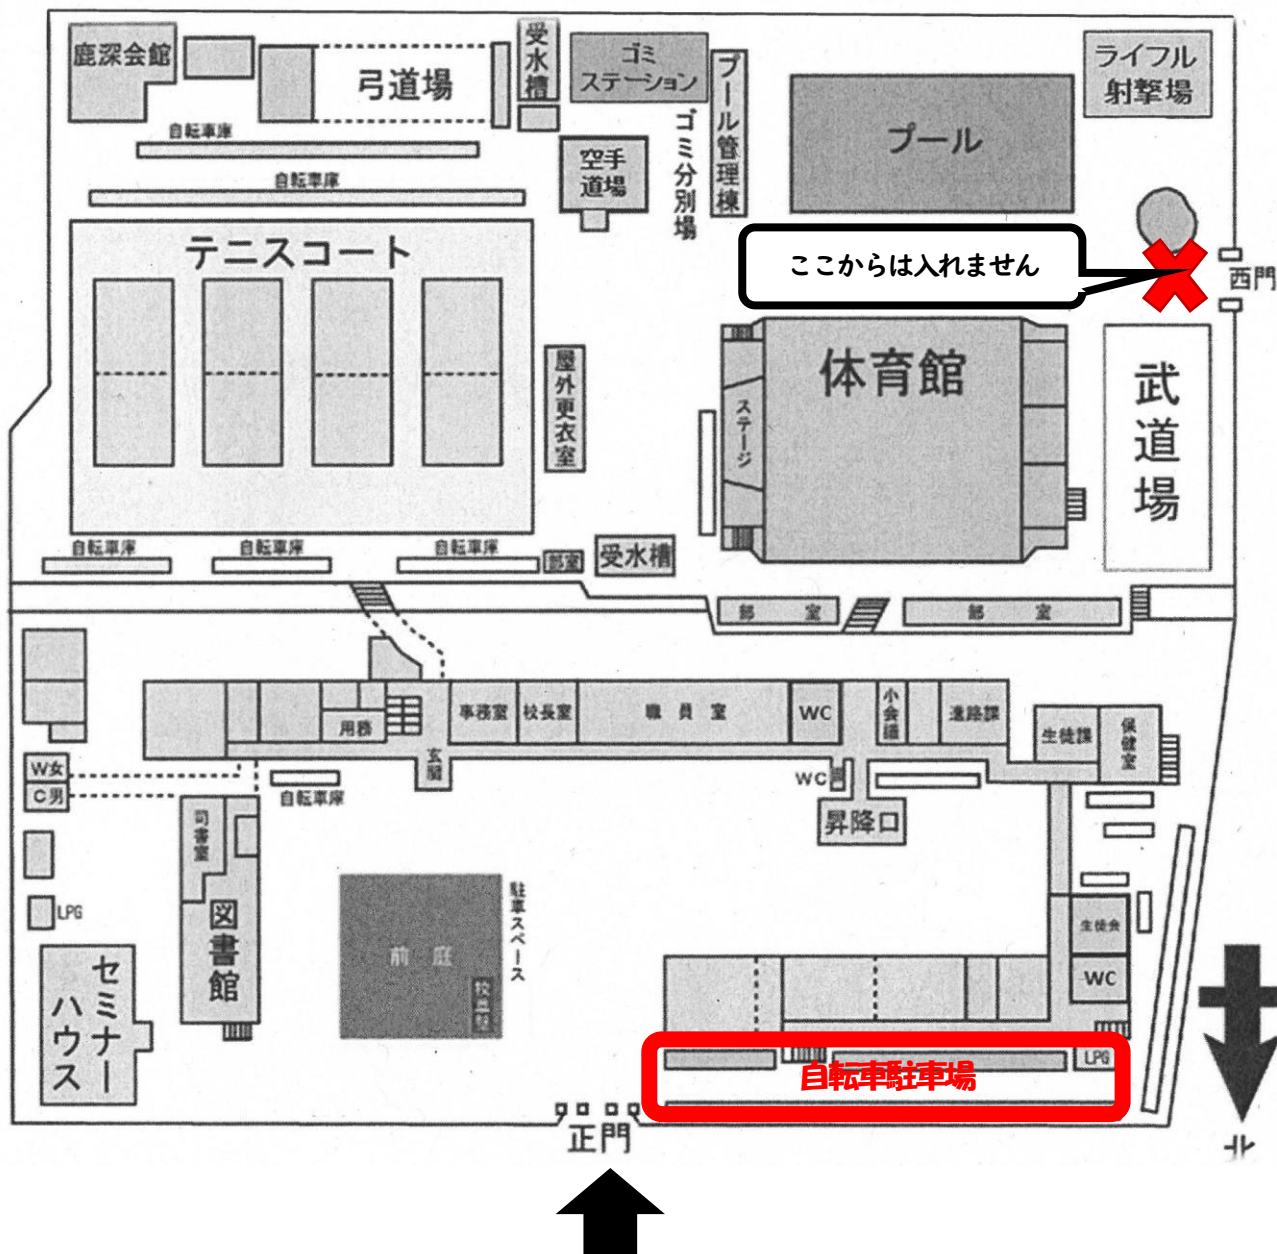 鹿深会館
弓道場
受水槽
ゴミ
ステーション
プール管理棟
ゴミ分別場
プール
ライフル
射撃場
自転車庫
自転車庫
空手
道場
テニスコート
ここからは入れません
西門
屋外更衣室
ステージ
体育館
武道場
自転車庫
自転車庫
自転車庫
部室
受水槽
部 室
部 室
用務
事務室
校長室
職員室
WC
小会議
進路課
生徒課
保健室
玄関
WC
昇降口
W女
C男
自転車庫
司書室
図書館
LPG
前庭
駐車スペース
セミナー
ハウス
生徒会
WC
LPG
自転車駐車場
正門
北